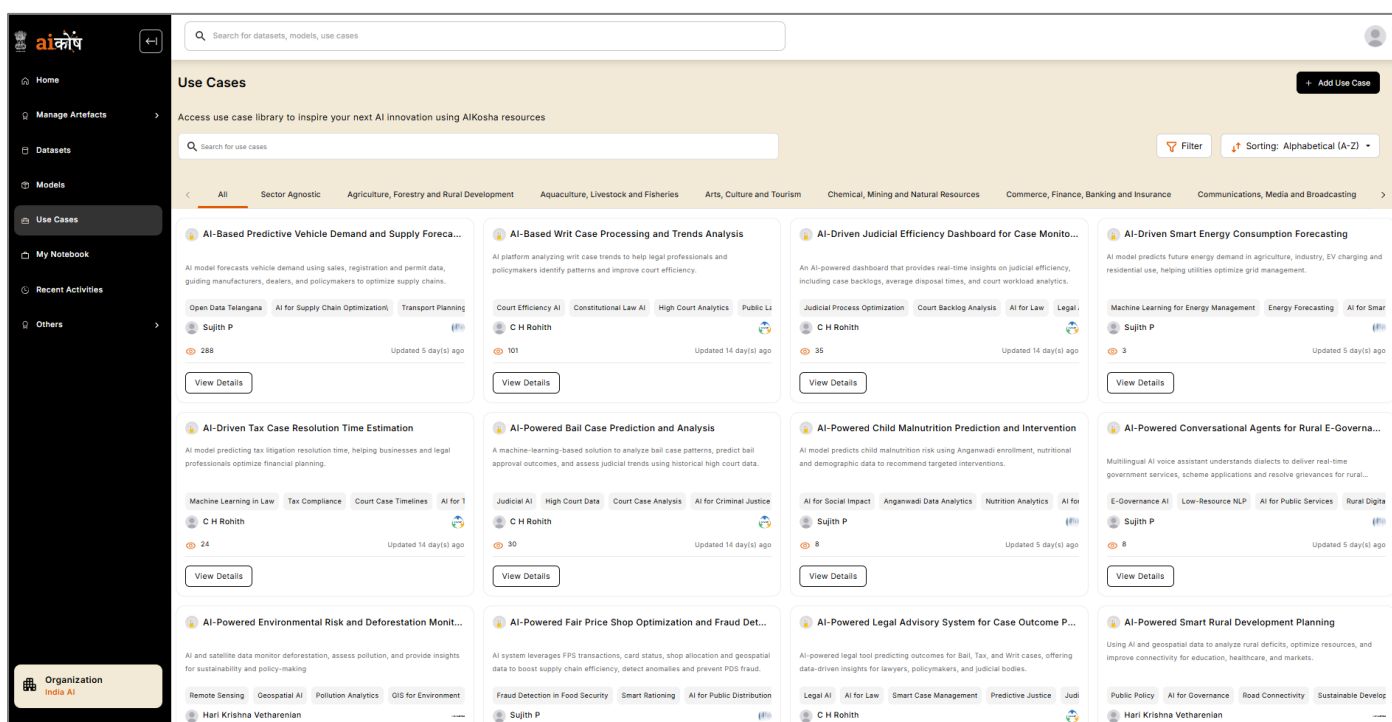 aiकोष
Search for datasets, models, use cases
Home
Manage Artefacts
Datasets
Models
Use Cases
My Notebook
Recent Activities
Others
Organization
India AI
Use Cases
+ Add Use Case
Access use case library to inspire your next AI innovation using AIKosha resources
Search for use cases
Filter
Sorting: Alphabetical (A-Z)
All Sector Agnostic Agriculture, Forestry and Rural Development Aquaculture, Livestock and Fisheries Arts, Culture and Tourism Chemical, Mining and Natural Resources Commerce, Finance, Banking and Insurance Communications, Media and Broadcasting
AI-Based Predictive Vehicle Demand and Supply Foreca...
AI model forecasts vehicle demand using sales, registration and permit data,
guiding manufacturers, dealers, and policymakers to optimize supply chains.
Open Data Telangana AI for Supply Chain Optimization\ Transport Planning
Sujith P
288 Updated 5 day(s) ago
View Details
AI-Based Writ Case Processing and Trends Analysis
AI platform analyzing writ case trends to help legal professionals and
policymakers identify patterns and improve court efficiency.
Court Efficiency AI Constitutional Law AI High Court Analytics Public La
C H Rohith
101 Updated 14 day(s) ago
View Details
AI-Driven Judicial Efficiency Dashboard for Case Monito...
An AI-powered dashboard that provides real-time insights on judicial efficiency,
including case backlogs, average disposal times, and court workload analytics.
Judicial Process Optimization Court Backlog Analysis AI for Law Legal
C H Rohith
35 Updated 14 day(s) ago
View Details
AI-Driven Smart Energy Consumption Forecasting
AI model predicts future energy demand in agriculture, industry, EV charging and
residential use, helping utilities optimize grid management.
Machine Learning for Energy Management Energy Forecasting AI for Smar
Sujith P
3 Updated 5 day(s) ago
View Details
AI-Driven Tax Case Resolution Time Estimation
AI model predicting tax litigation resolution time, helping businesses and legal
professionals optimize financial planning.
Machine Learning in Law Tax Compliance Court Case Timelines AI for T
C H Rohith
24 Updated 14 day(s) ago
View Details
AI-Powered Bail Case Prediction and Analysis
A machine-learning-based solution to analyze bail case patterns, predict bail
approval outcomes, and assess judicial trends using historical high court data.
Judicial AI High Court Data Court Case Analysis AI for Criminal Justice
C H Rohith
30 Updated 14 day(s) ago
View Details
AI-Powered Child Malnutrition Prediction and Intervention
AI model predicts child malnutrition risk using Anganwadi enrollment, nutritional
and demographic data to recommend targeted interventions.
AI for Social Impact Anganwadi Data Analytics Nutrition Analytics AI for
Sujith P
8 Updated 5 day(s) ago
View Details
AI-Powered Conversational Agents for Rural E-Governa...
Multilingual AI voice assistant understands dialects to deliver real-time
government services, scheme applications and resolve grievances for rural...
E-Governance AI Low-Resource NLP AI for Public Services Rural Digita
Sujith P
8 Updated 5 day(s) ago
View Details
AI-Powered Environmental Risk and Deforestation Monit...
AI and satellite data monitor deforestation, assess pollution, and provide insights
for sustainability and policy-making
Remote Sensing Geospatial AI Pollution Analytics GIS for Environment
Hari Krishna Vetharenian
AI-Powered Fair Price Shop Optimization and Fraud Det...
AI system leverages FPS transactions, card status, shop allocation and geospatial
data to boost supply chain efficiency, detect anomalies and prevent PDS fraud.
Fraud Detection in Food Security Smart Rationing AI for Public Distribution
Sujith P
AI-Powered Legal Advisory System for Case Outcome P...
AI-powered legal tool predicting outcomes for Bail, Tax, and Writ cases, offering
data-driven insights for lawyers, policymakers, and judicial bodies.
Legal AI AI for Law Smart Case Management Predictive Justice Judi
C H Rohith
AI-Powered Smart Rural Development Planning
Using AI and geospatial data to analyze rural deficits, optimize resources, and
improve connectivity for education, healthcare, and markets.
Public Policy AI for Governance Road Connectivity Sustainable Develop
Hari Krishna Vetharenian